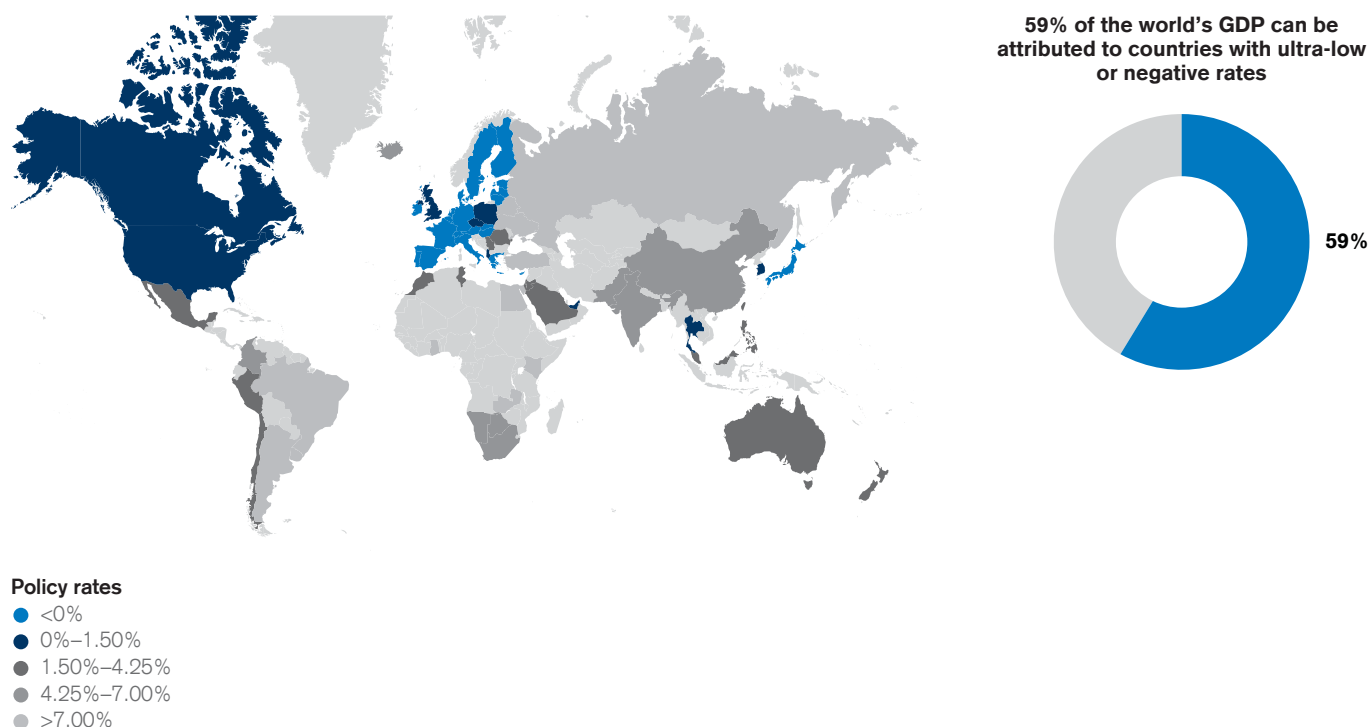 59% of the world's GDP can be
attributed to countries with ultra-low
or negative rates
59%
Policy rates
<0%
0%–1.50%
1.50%–4.25%
4.25%–7.00%
>7.00%